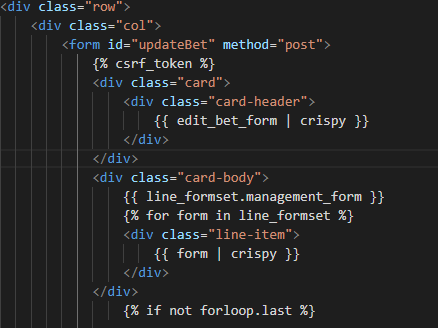 <div class="row">
<div class="col">
<form id="updateBet" method="post">
{% csrf_token %}
<div class="card">
<div class="card-header">
{{ edit_bet_form | crispy }}
</div>
</div>
<div class="card-body">
{{ line_formset.management_form }}
{% for form in line_formset %}
<div class="line-item">
{{ form | crispy }}
</div>
</div>
{% if not forloop.last %}